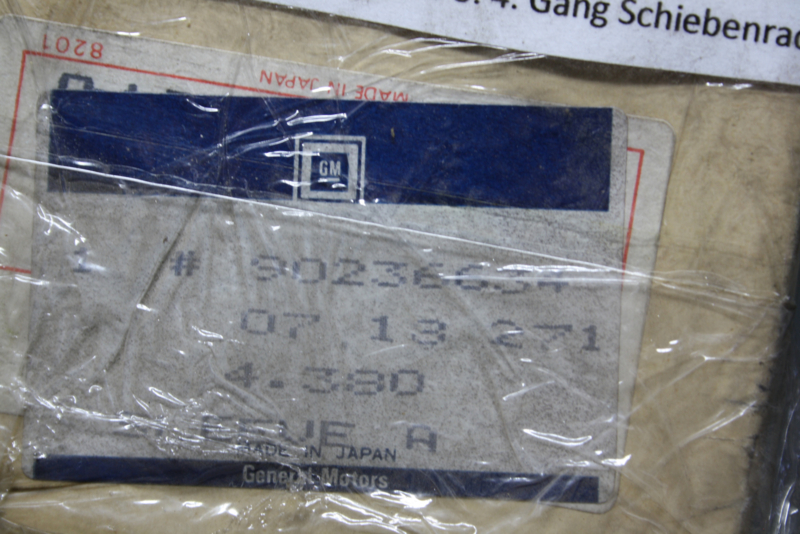 4. Gang Schiebenrad
8201
MADE IN JAPAN
GM
1 # 90236634
07 13 271
4.380
SLEEVE A
MADE IN JAPAN
General Motors